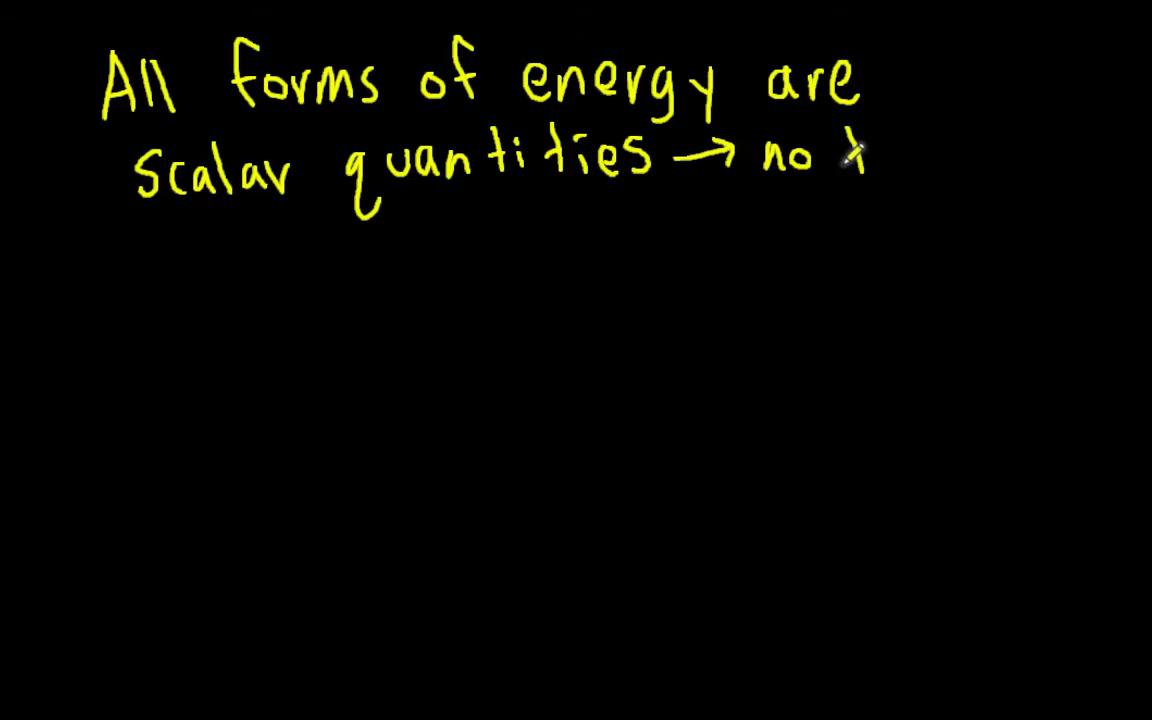 All forms of energy are
scalar quantities → no